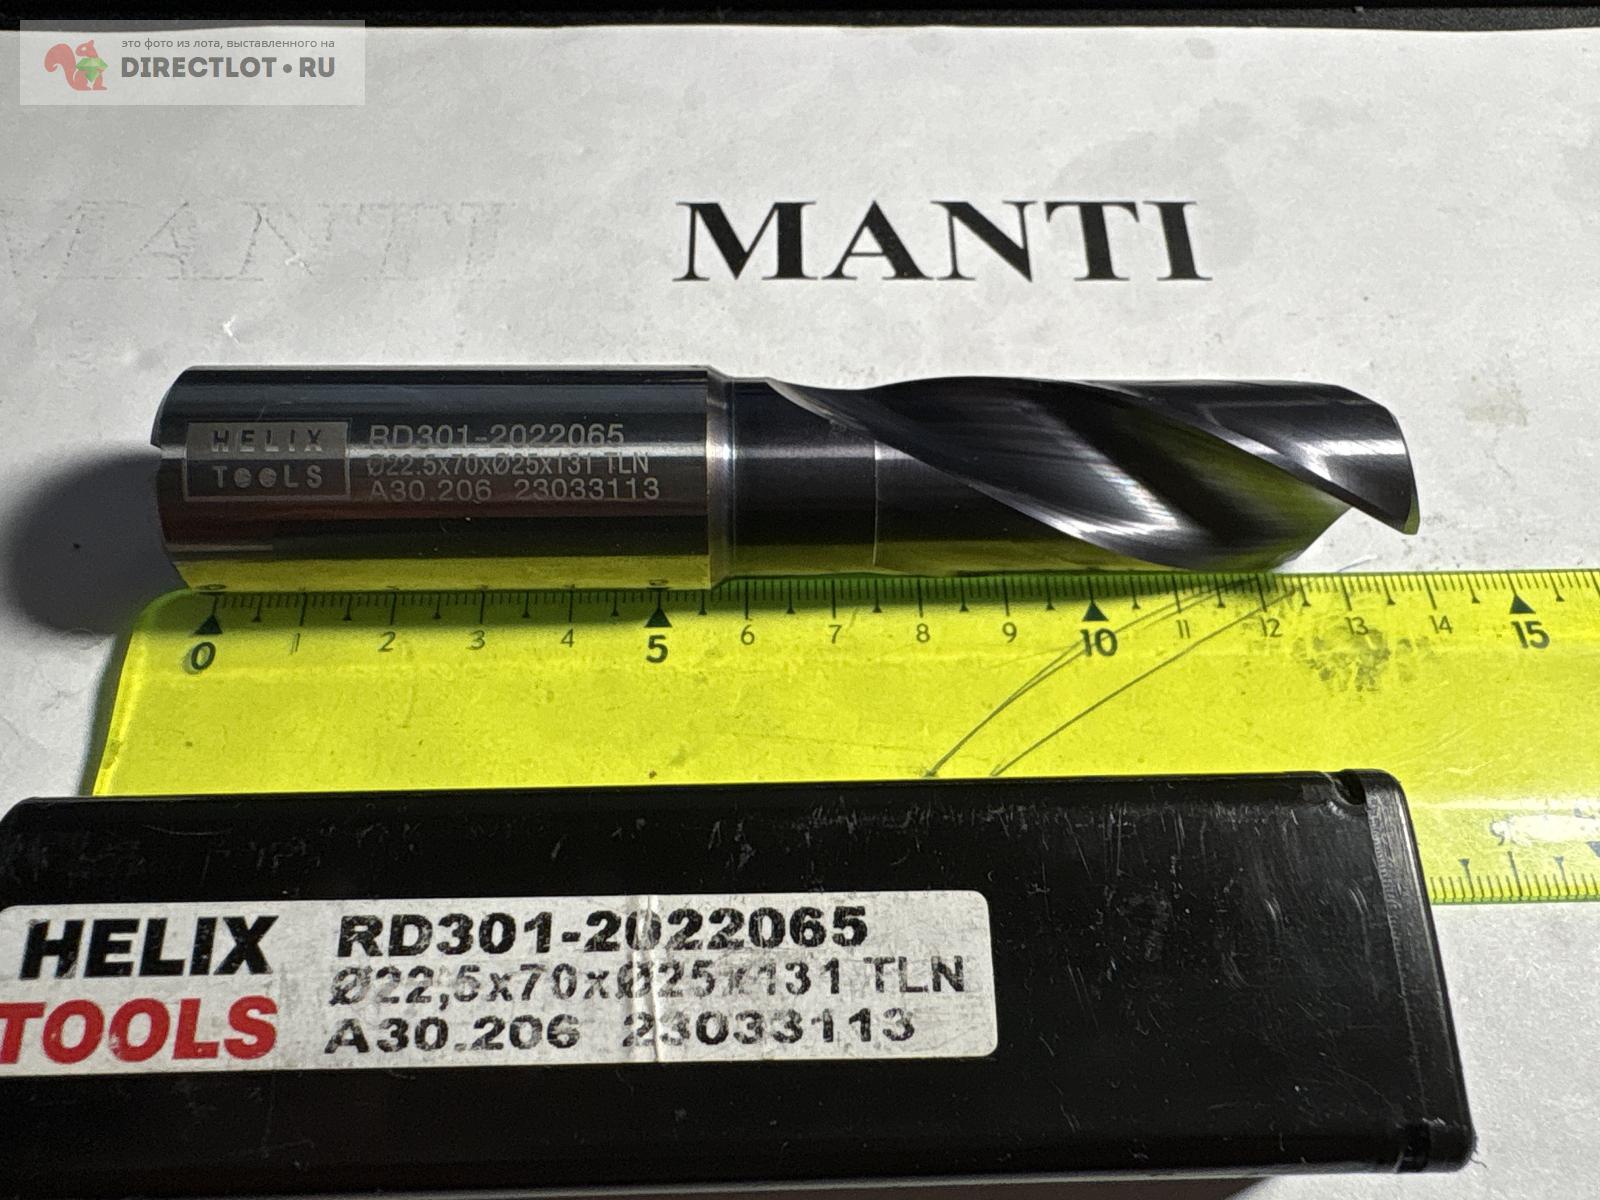 это фото из лота, выставленного на
DIRECTLOT•RU
MANTI
MANTI
HELIX
TOOLS
RD301-2022065
Ø22.5x70xØ25x131 TLN
A30.206 23033113
0 1 2 3 4 5 6 7 8 9 10 11 12 13 14 15
HELIX
TOOLS
RD301-2022065
Ø22,5x70xØ25x131 TLN
A30.206 23033113